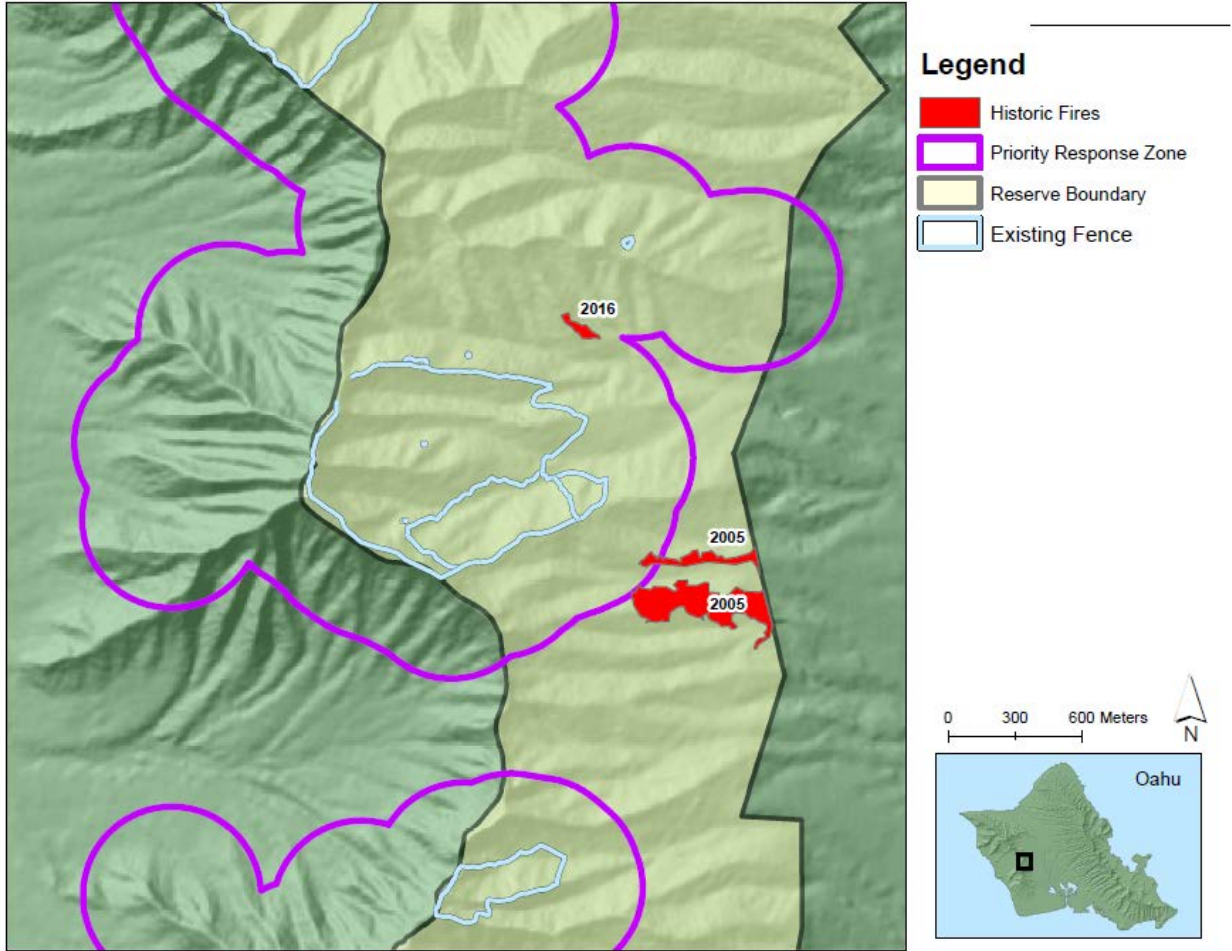 Legend
Historic Fires
Priority Response Zone
Reserve Boundary
Existing Fence
2016
2005
2005
0 300 600 Meters
N
Oahu